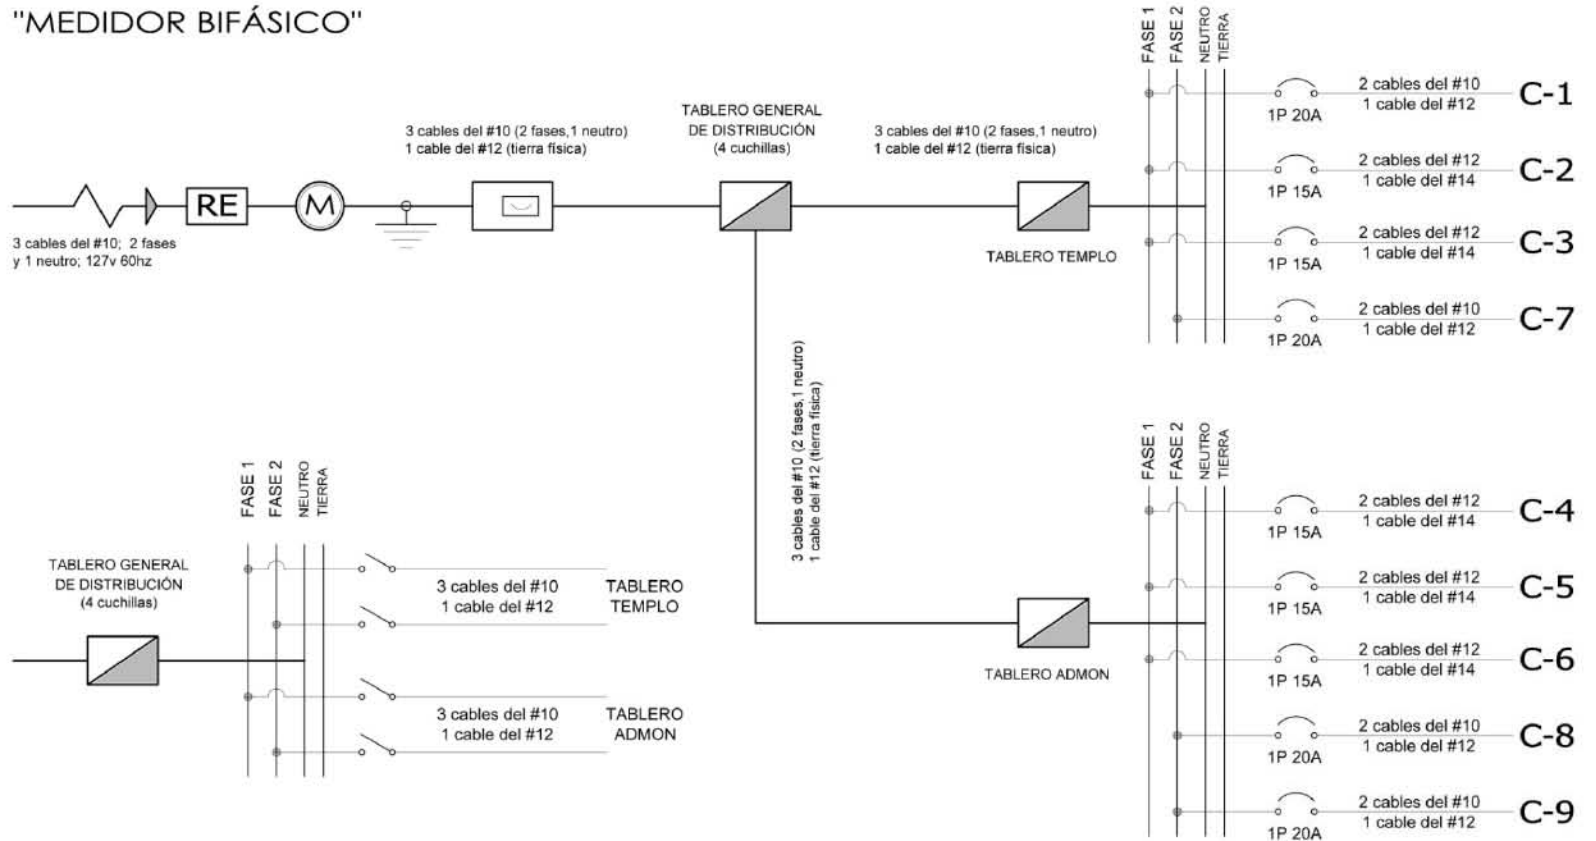 "MEDIDOR BIFÁSICO"
3 cables del #10; 2 fases
y 1 neutro; 127v 60hz
RE
M
3 cables del #10 (2 fases,1 neutro)
1 cable del #12 (tierra física)
TABLERO GENERAL
DE DISTRIBUCIÓN
(4 cuchillas)
3 cables del #10 (2 fases,1 neutro)
1 cable del #12 (tierra física)
TABLERO TEMPLO
FASE 1
FASE 2
NEUTRO
TIERRA
1P 20A
2 cables del #10
1 cable del #12
C-1
1P 15A
2 cables del #12
1 cable del #14
C-2
1P 15A
2 cables del #12
1 cable del #14
C-3
1P 20A
2 cables del #10
1 cable del #12
C-7
3 cables del #10 (2 fases,1 neutro)
1 cable del #12 (tierra física)
TABLERO ADMON
FASE 1
FASE 2
NEUTRO
TIERRA
1P 15A
2 cables del #12
1 cable del #14
C-4
1P 15A
2 cables del #12
1 cable del #14
C-5
1P 15A
2 cables del #12
1 cable del #14
C-6
1P 20A
2 cables del #10
1 cable del #12
C-8
1P 20A
2 cables del #10
1 cable del #12
C-9
TABLERO GENERAL
DE DISTRIBUCIÓN
(4 cuchillas)
FASE 1
FASE 2
NEUTRO
TIERRA
3 cables del #10
1 cable del #12
TABLERO
TEMPLO
3 cables del #10
1 cable del #12
TABLERO
ADMON